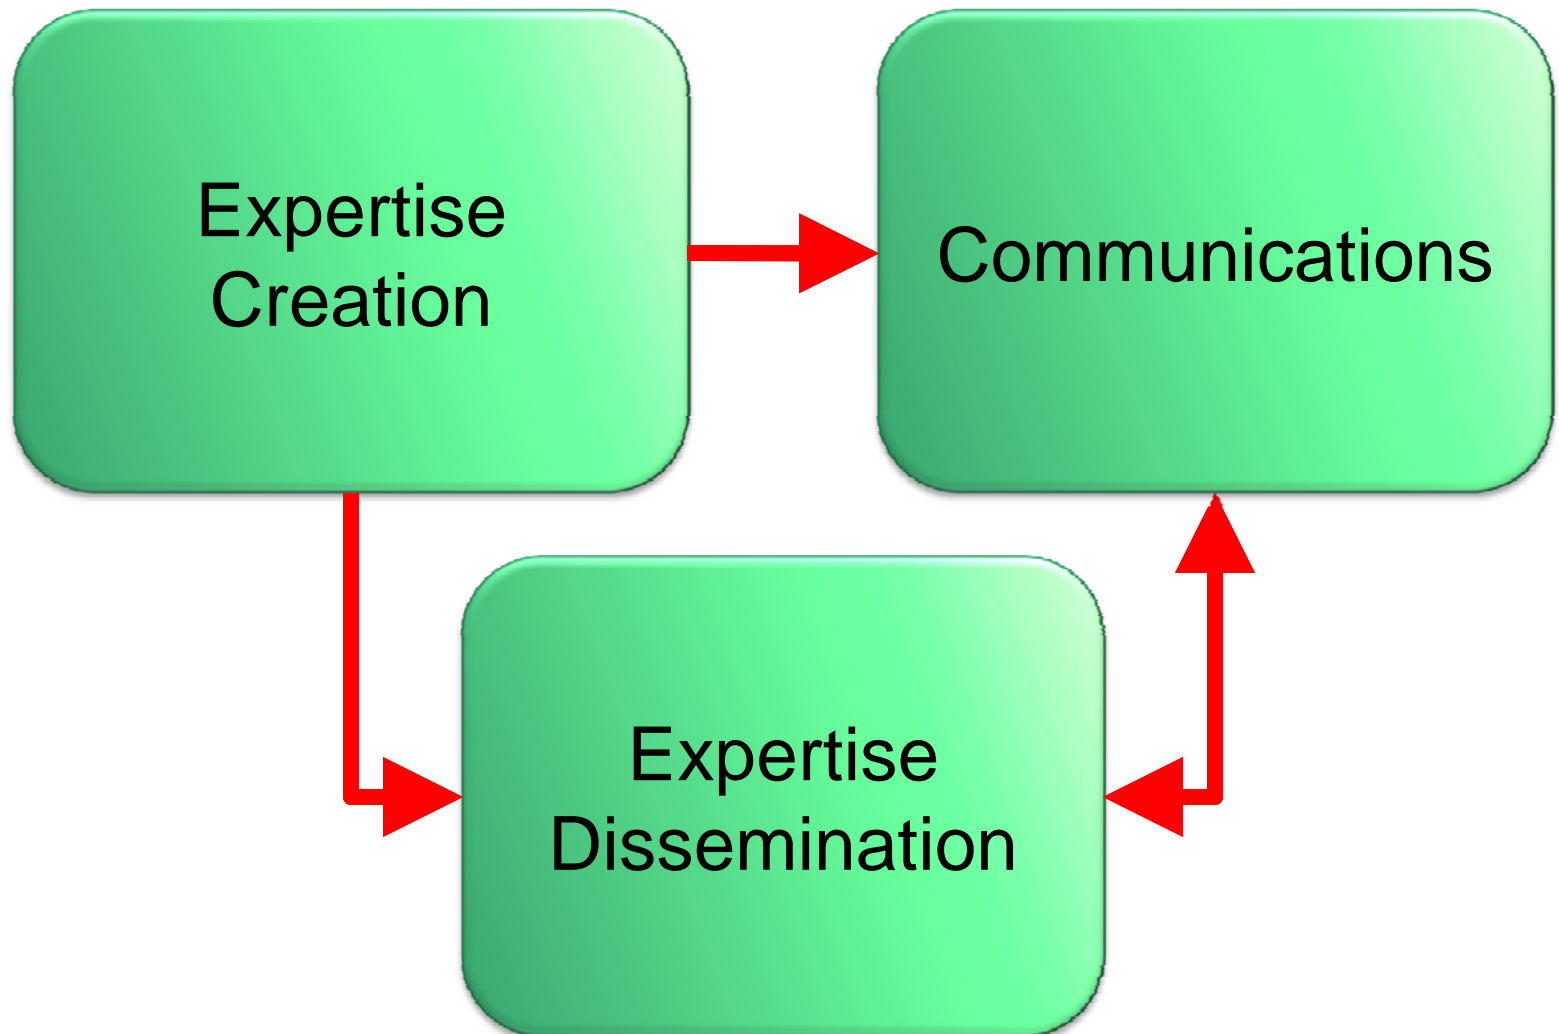 Expertise
Creation
Communications
Expertise
Dissemination